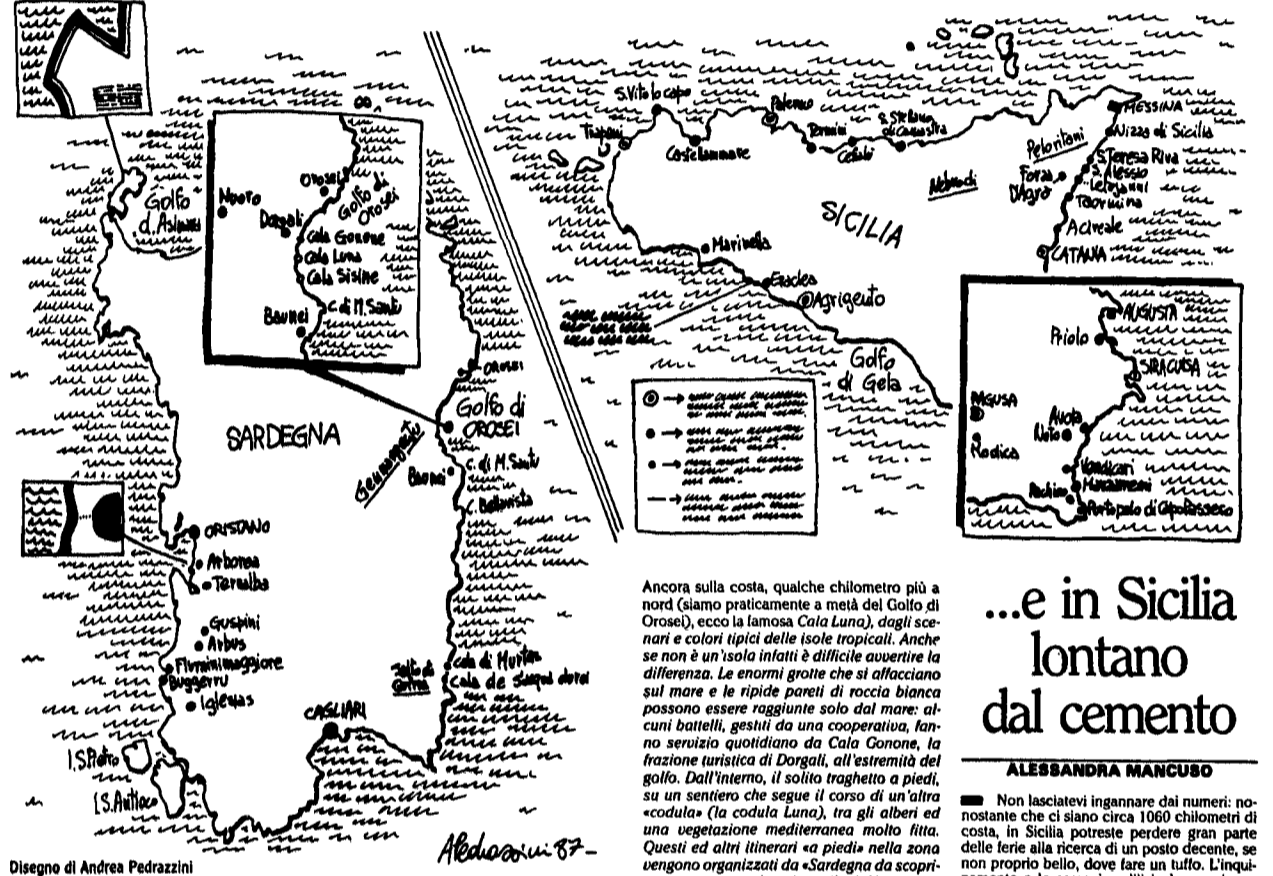 Golfo
d. Asinara
Nuoro
Orosei
Golfo di
Orosei
Dorgali
Cala Gonone
Cala Luna
Cala Sisine
C. di M. Santu
Baunei
SARDEGNA
OROSEI
Golfo di
OROSEI
Gennargentu
C. di M. Santu
Baunei
C. Bellavista
ORISTANO
Arborea
Terralba
Guspini
Arbus
Fluminimaggiore
Buggerru
Iglesias
I.S. Pietro
I.S. Antioco
CAGLIARI
Salto di
Cala di Murtas
Cala de
S. Vito lo capo
Palermo
Trapani
Castellammare
Termini
Cefalù
S. Stefano
di Camastra
MESSINA
Nizza di Sicilia
Peloritani
S. Teresa Riva
Forza
D'Agrò
S. Alessio
Letojanni
Taormina
Nebrodi
SICILIA
Acireale
CATANIA
Marinella
Eraclea
Agrigento
Golfo
di Gela
AUGUSTA
Priolo
SIRACUSA
RAGUSA
Avola
Noto
Modica
Vendicari
Marzamemi
Pachino
Portopalo di Capo Passero
Disegno di Andrea Pedrazzini
APedrazzini 87-
Ancora sulla costa, qualche chilometro più a
nord (siamo praticamente a metà del Golfo di
Orosei), ecco la famosa Cala Luna), dagli sce-
nari e colori tipici delle isole tropicali. Anche
se non è un'isola infatti è difficile avvertire la
differenza. Le enormi grotte che si affacciano
sul mare e le ripide pareti di roccia bianca
possono essere raggiunte solo dal mare: al-
cuni battelli, gestiti da una cooperativa, fan-
no servizio quotidiano da Cala Gonone, la
frazione turistica di Dorgali, all'estremità del
golfo. Dall'interno, il solito traghetto a piedi,
su un sentiero che segue il corso di un'altra
«codula» (la codula Luna), tra gli alberi ed
una vegetazione mediterranea molto fitta.
Questi ed altri itinerari «a piedi» nella zona
vengono organizzati da «Sardegna da scopri-
...e in Sicilia
lontano
dal cemento
ALESSANDRA MANCUSO
Non lasciatevi ingannare dai numeri: no-
nostante che ci siano circa 1060 chilometri di
costa, in Sicilia potreste perdere gran parte
delle ferie alla ricerca di un posto decente, se
non proprio bello, dove fare un tuffo. L'inqui-